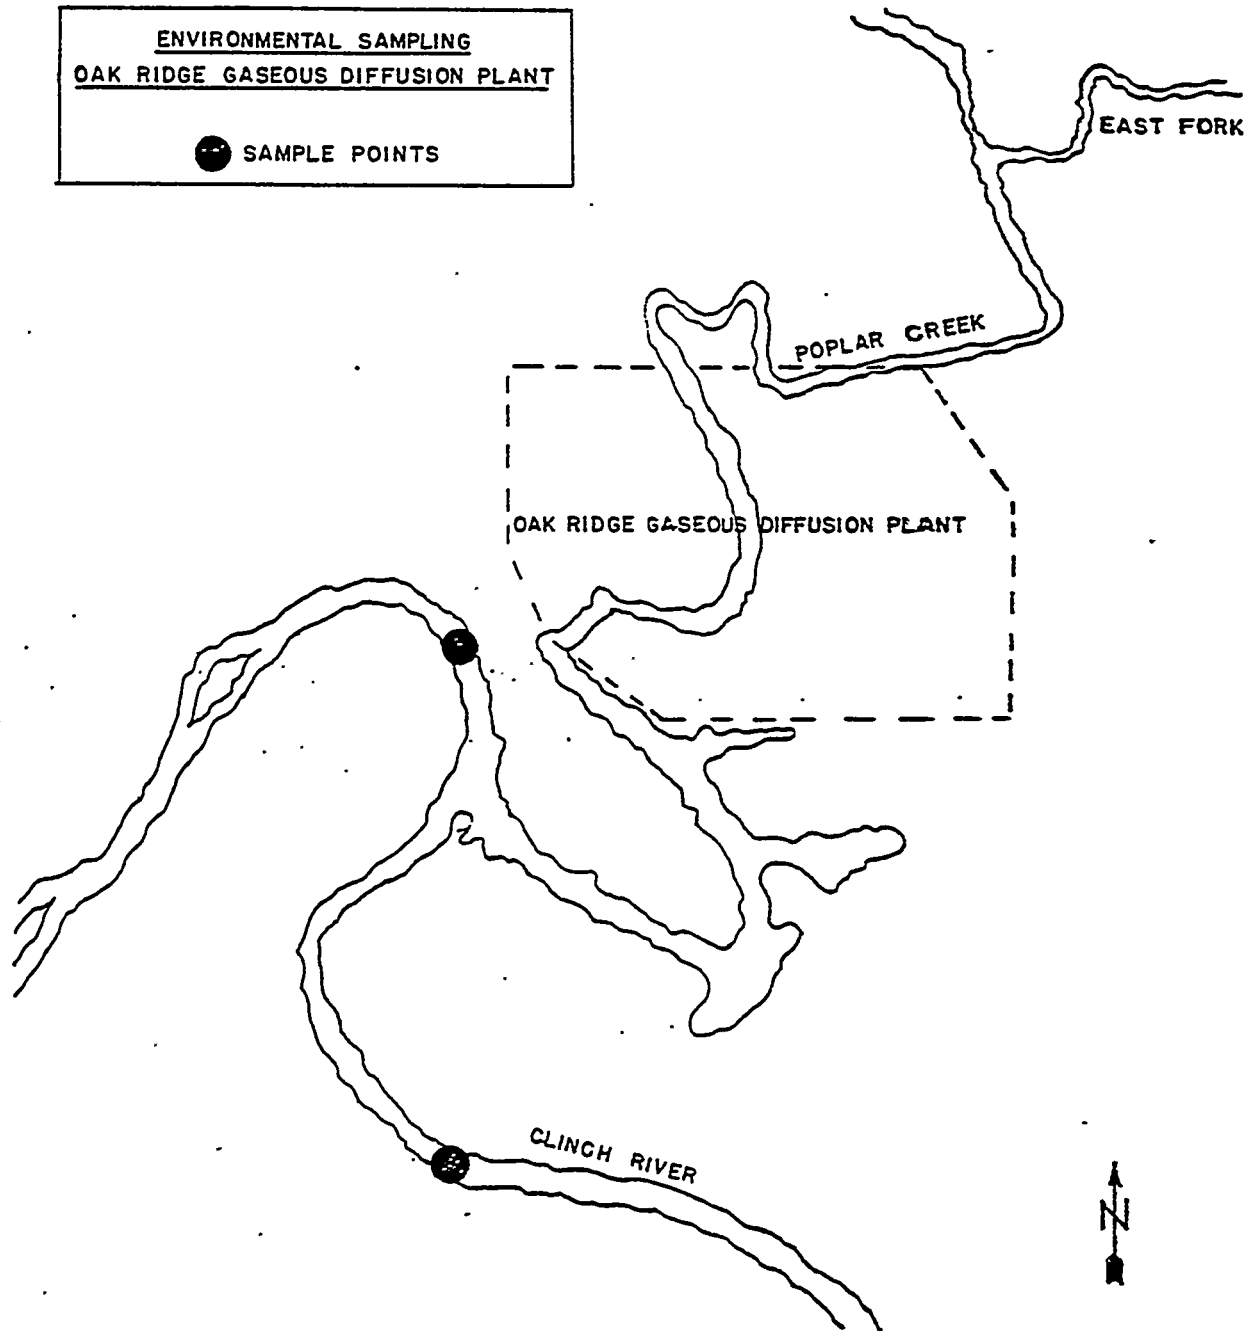 ENVIRONMENTAL SAMPLING
OAK RIDGE GASEOUS DIFFUSION PLANT
SAMPLE POINTS
EAST FORK
POPLAR CREEK
OAK RIDGE GASEOUS DIFFUSION PLANT
CLINCH RIVER
N